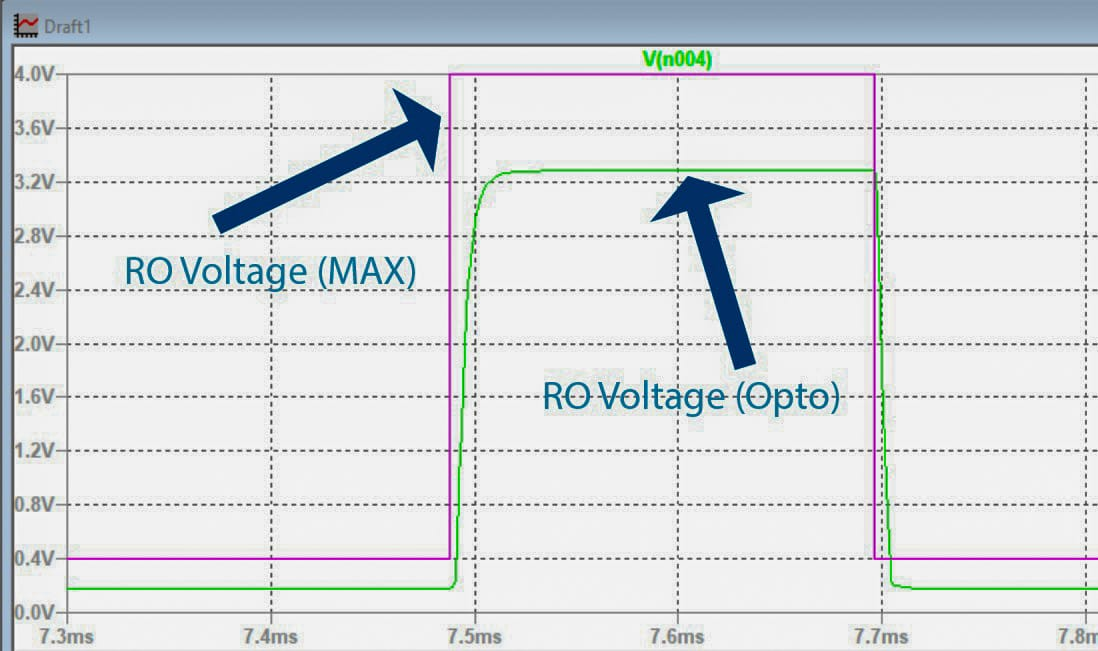 Draft1
V(n004)
4.0V
3.6V
3.2V
2.8V
2.4V
2.0V
1.6V
1.2V
0.8V
0.4V
0.0V
RO Voltage (MAX)
RO Voltage (Opto)
7.3ms 7.4ms 7.5ms 7.6ms 7.7ms 7.8m